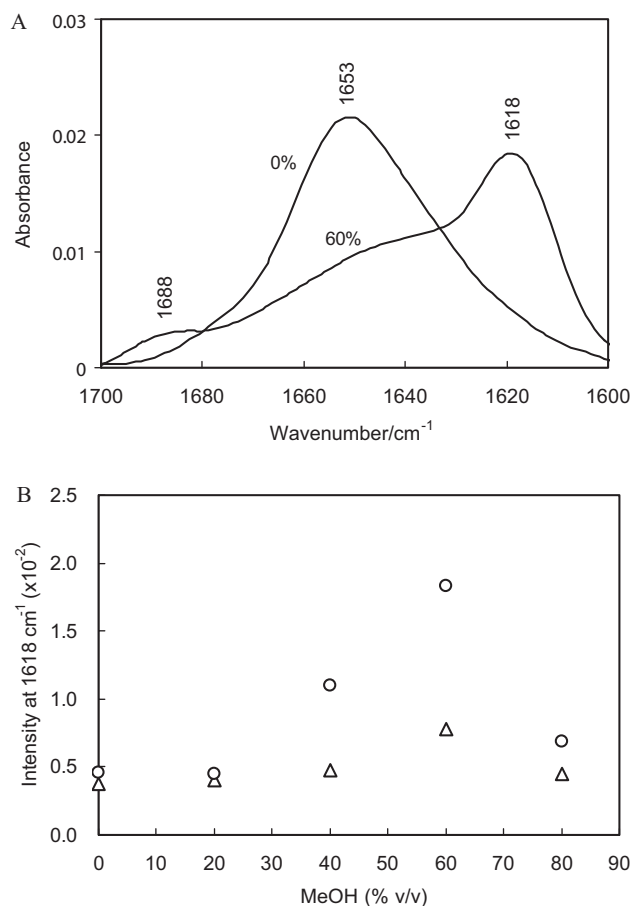 A
0.03
0.02
0.01
0
Absorbance
1653
1618
0%
60%
1688
1700 1680 1660 1640 1620 1600
Wavenumber/cm⁻¹
B
2.5
2.0
1.5
1.0
0.5
0.0
Intensity at 1618 cm⁻¹ (x10⁻²)
0 10 20 30 40 50 60 70 80 90
MeOH (% v/v)